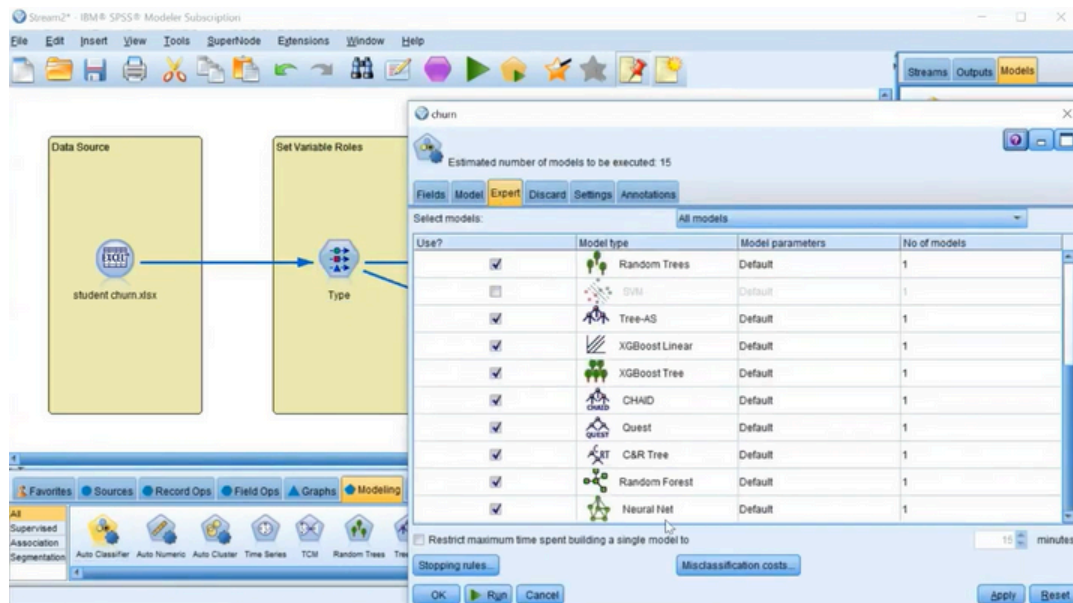 Stream2* - IBM® SPSS® Modeler Subscription
File Edit Insert View Tools SuperNode Extensions Window Help
Streams Outputs Models
Data Source
Set Variable Roles
student churn.xlsx
Type
churn
Estimated number of models to be executed: 15
Fields Model Expert Discard Settings Annotations
Select models: All models
Use? Model type Model parameters No of models
Random Trees Default 1
SVM Default 1
Tree-AS Default 1
XGBoost Linear Default 1
XGBoost Tree Default 1
CHAID CHAID Default 1
QUEST Quest Default 1
C&R Tree Default 1
Random Forest Default 1
Neural Net Default 1
Restrict maximum time spent building a single model to 15 minutes
Stopping rules... Misclassification costs...
OK Run Cancel Apply Reset
Favorites Sources Record Ops Field Ops Graphs Modeling
All
Supervised
Association
Segmentation
Auto Classifier Auto Numeric Auto Cluster Time Series TCM Random Trees